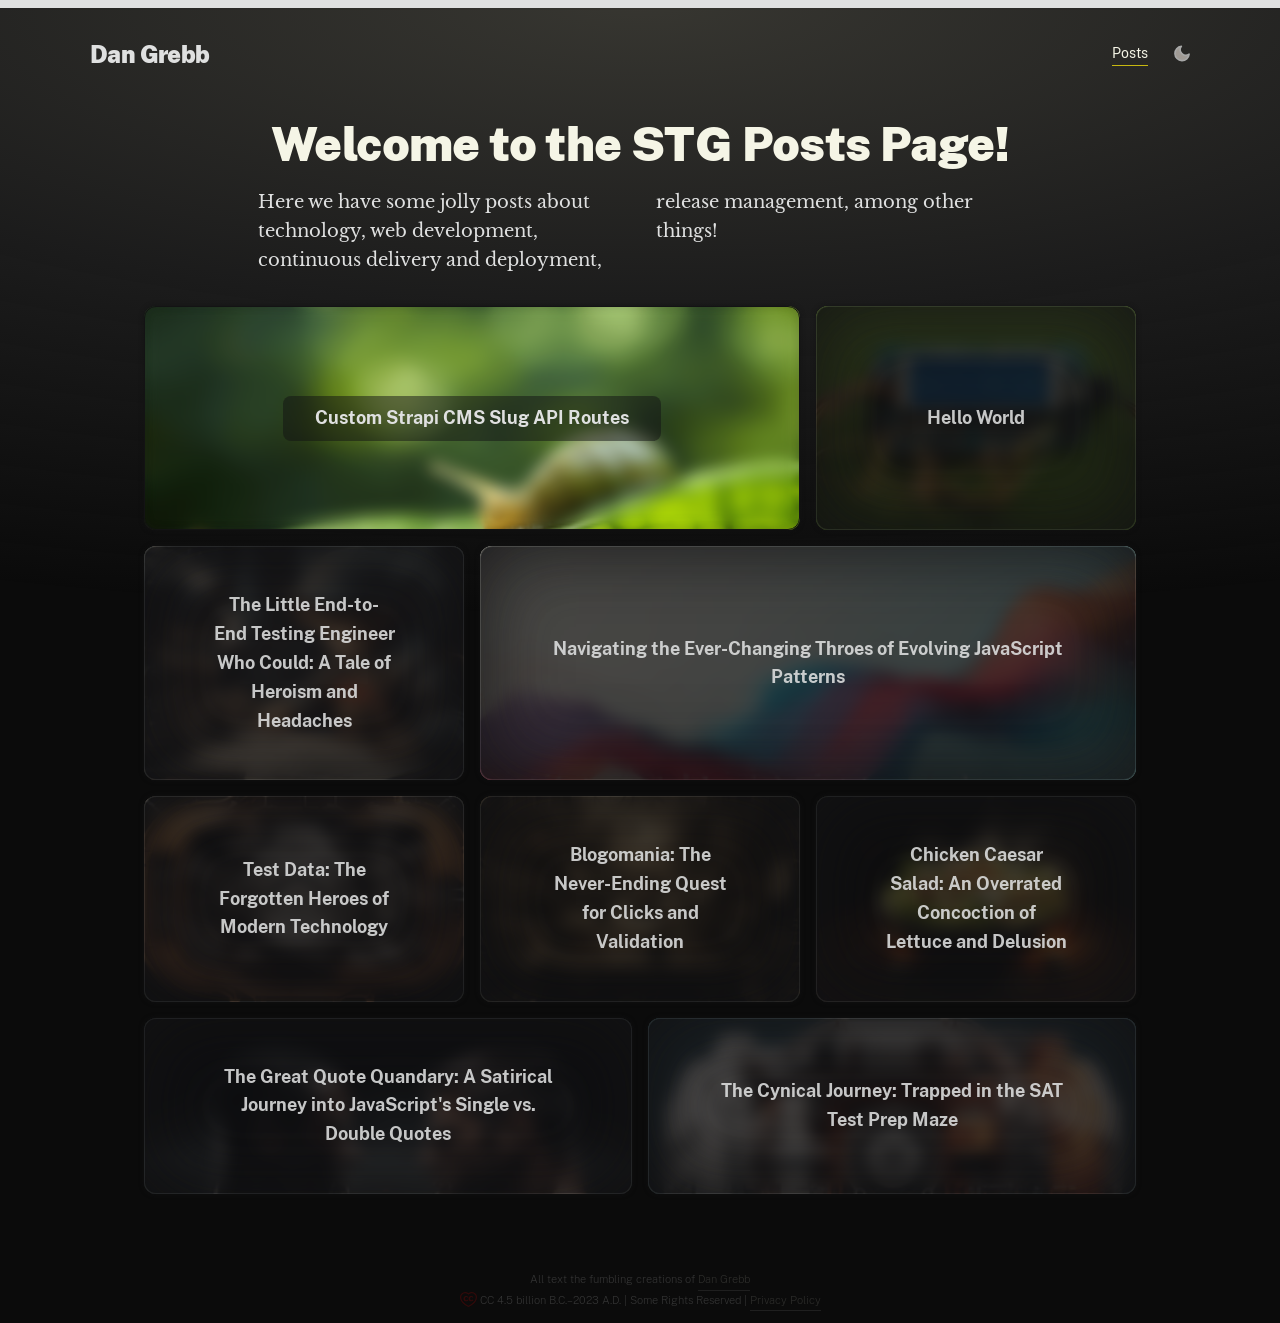 Dan Grebb
Posts
Welcome to the STG Posts Page!
Here we have some jolly posts about
technology, web development,
continuous delivery and deployment,
release management, among other
things!
Custom Strapi CMS Slug API Routes
Hello World
The Little End-to-
End Testing Engineer
Who Could: A Tale of
Heroism and
Headaches
Navigating the Ever-Changing Throes of Evolving JavaScript
Patterns
Test Data: The
Forgotten Heroes of
Modern Technology
Blogomania: The
Never-Ending Quest
for Clicks and
Validation
Chicken Caesar
Salad: An Overrated
Concoction of
Lettuce and Delusion
The Great Quote Quandary: A Satirical
Journey into JavaScript's Single vs.
Double Quotes
The Cynical Journey: Trapped in the SAT
Test Prep Maze
All text the fumbling creations of Dan Grebb
CC 4.5 billion B.C.–2023 A.D. | Some Rights Reserved | Privacy Policy